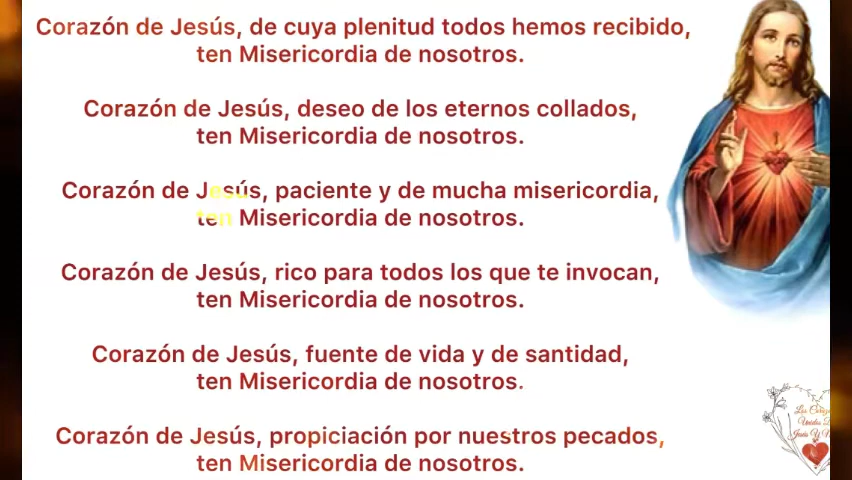 Corazón de Jesús, de cuya plenitud todos hemos recibido,
ten Misericordia de nosotros.
Corazón de Jesús, deseo de los eternos collados,
ten Misericordia de nosotros.
Corazón de Jesús, paciente y de mucha misericordia,
ten Misericordia de nosotros.
Corazón de Jesús, rico para todos los que te invocan,
ten Misericordia de nosotros.
Corazón de Jesús, fuente de vida y de santidad,
ten Misericordia de nosotros.
Corazón de Jesús, propiciación por nuestros pecados,
ten Misericordia de nosotros.
Unidos
Jesús Y